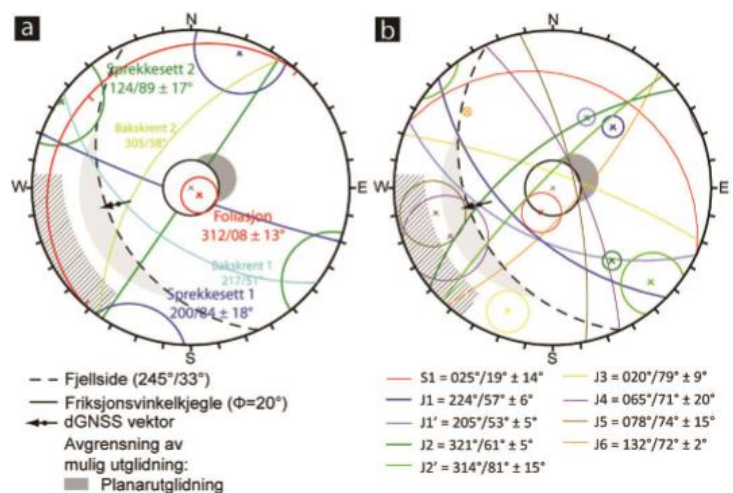 a
N
Sprekkesett 2
124/89 ± 17°
Bakskrent 2
305/58°
W
E
Foliasjon
312/08 ± 13°
Bakskrent 1
217/51°
Sprekkesett 1
200/84 ± 18°
S
Fjellside (245°/33°)
Friksjonsvinkelkjegle (Φ=20°)
dGNSS vektor
Avgrensning av
mulig utglidning:
Planarutglidning
b
N
W
E
S
S1 = 025°/19° ± 14°
J1 = 224°/57° ± 6°
J1' = 205°/53° ± 5°
J2 = 321°/61° ± 5°
J2' = 314°/81° ± 15°
J3 = 020°/79° ± 9°
J4 = 065°/71° ± 20°
J5 = 078°/74° ± 15°
J6 = 132°/72° ± 2°